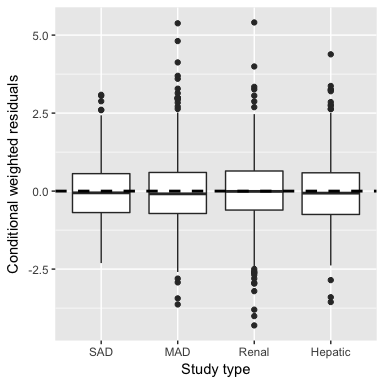 Conditional weighted residuals
5.0
2.5
0.0
-2.5
SAD MAD Renal Hepatic
Study type